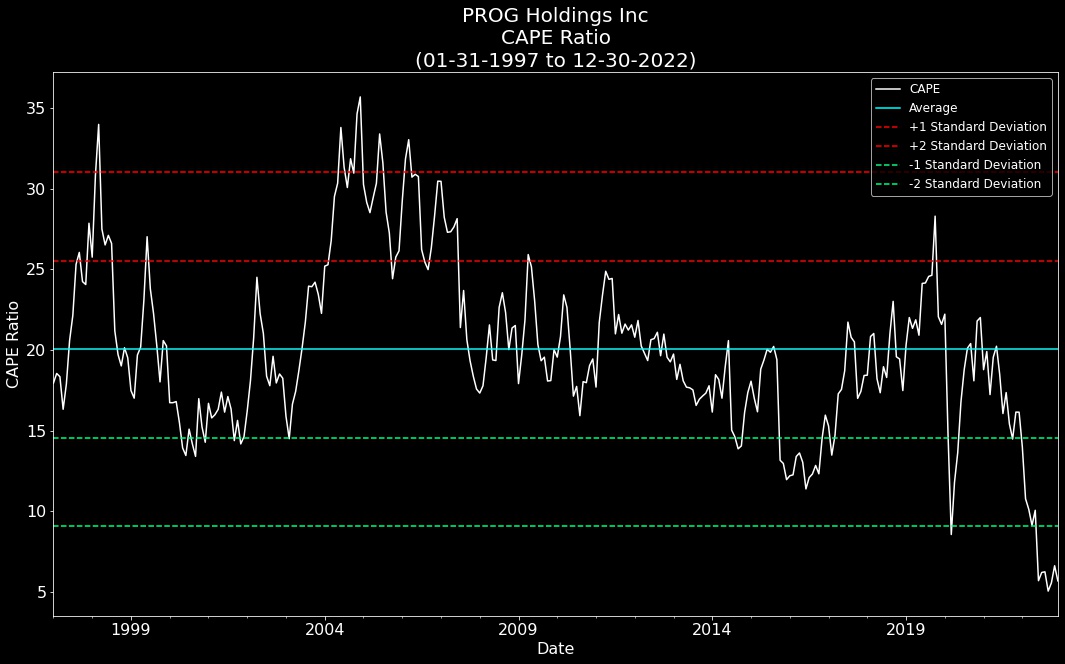 PROG Holdings Inc
CAPE Ratio
(01-31-1997 to 12-30-2022)
CAPE
Average
+1 Standard Deviation
+2 Standard Deviation
-1 Standard Deviation
-2 Standard Deviation
CAPE Ratio
35
30
25
20
15
10
5
1999
2004
2009
2014
2019
Date